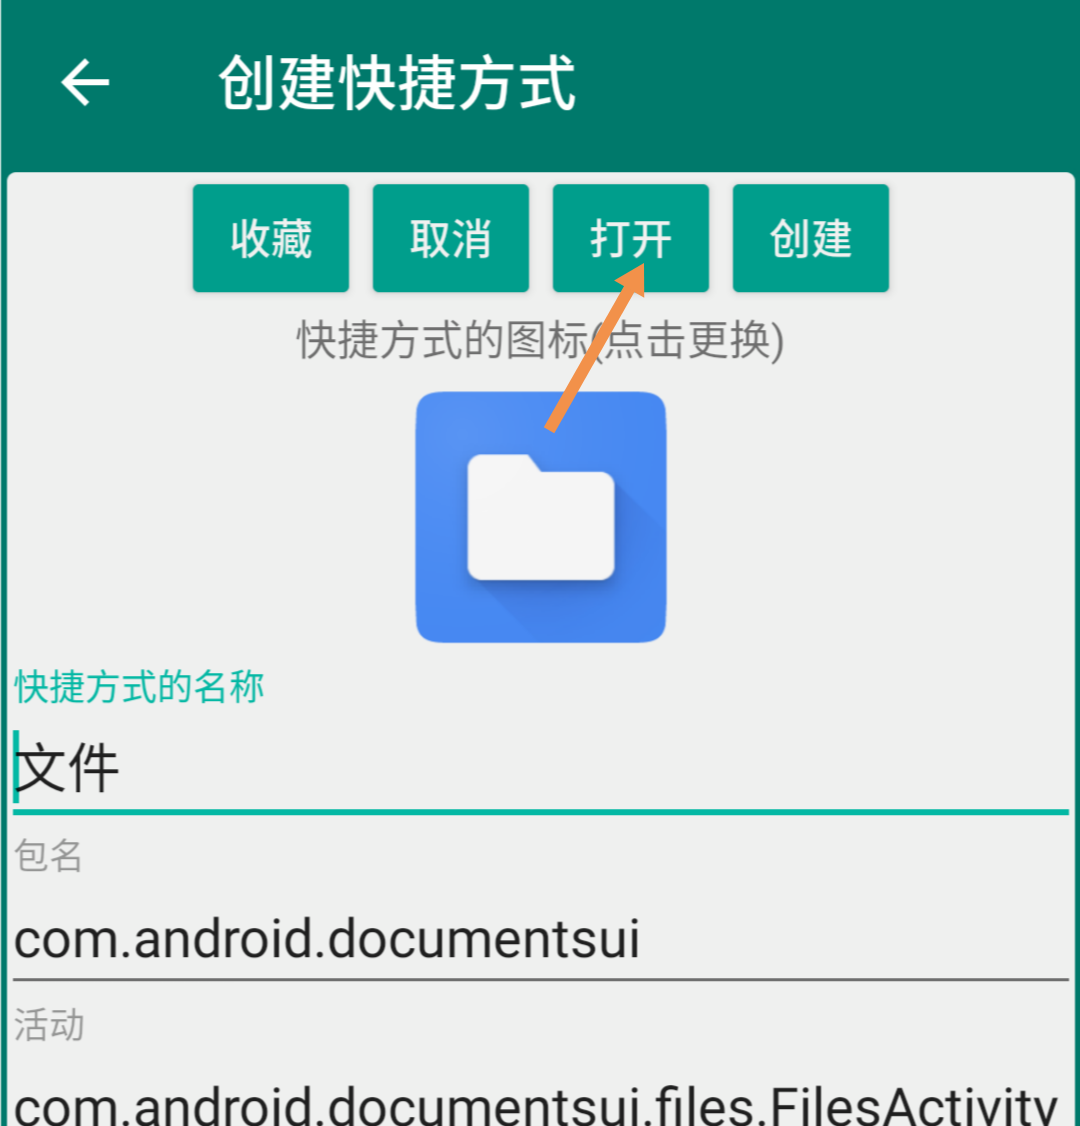 创建快捷方式
收藏 取消 打开 创建
快捷方式的图标(点击更换)
快捷方式的名称
文件
包名
com.android.documentsui
活动
com.android.documentsui.files.FilesActivity